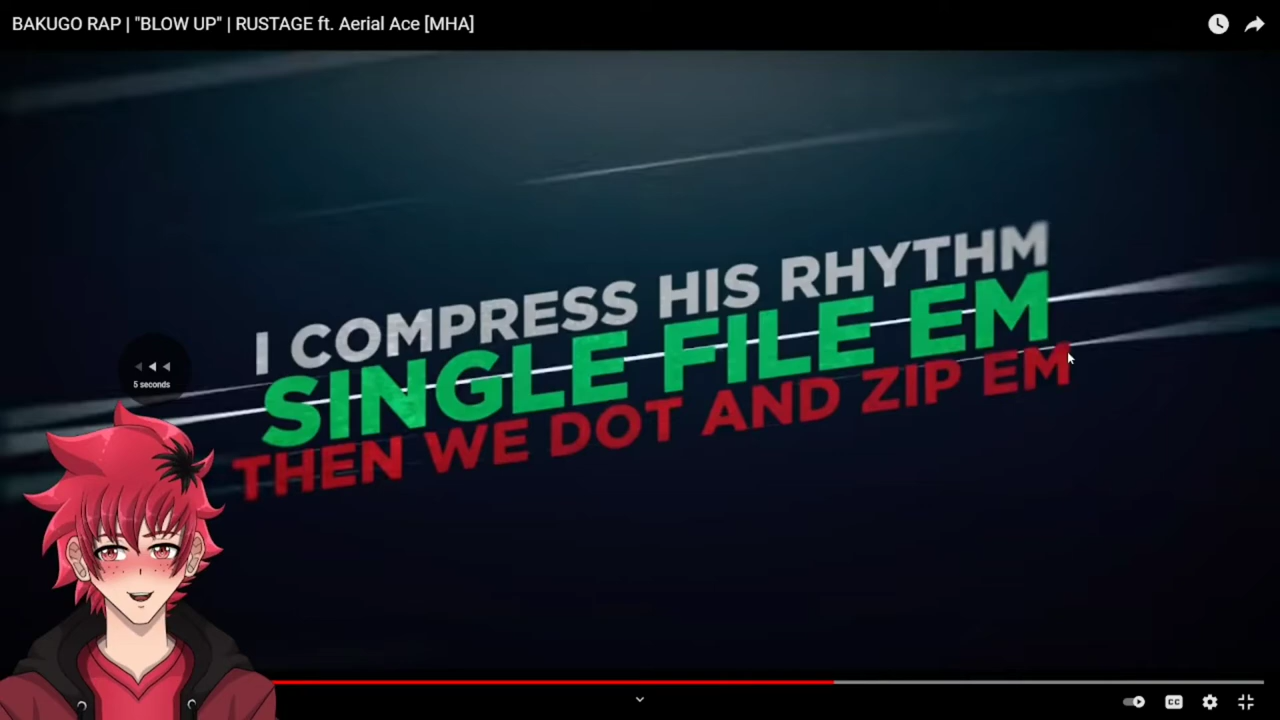 BAKUGO RAP | "BLOW UP" | RUSTAGE ft. Aerial Ace [MHA]
I COMPRESS HIS RHYTHM
SINGLE FILE EM
THEN WE DOT AND ZIP EM
5 seconds
CC